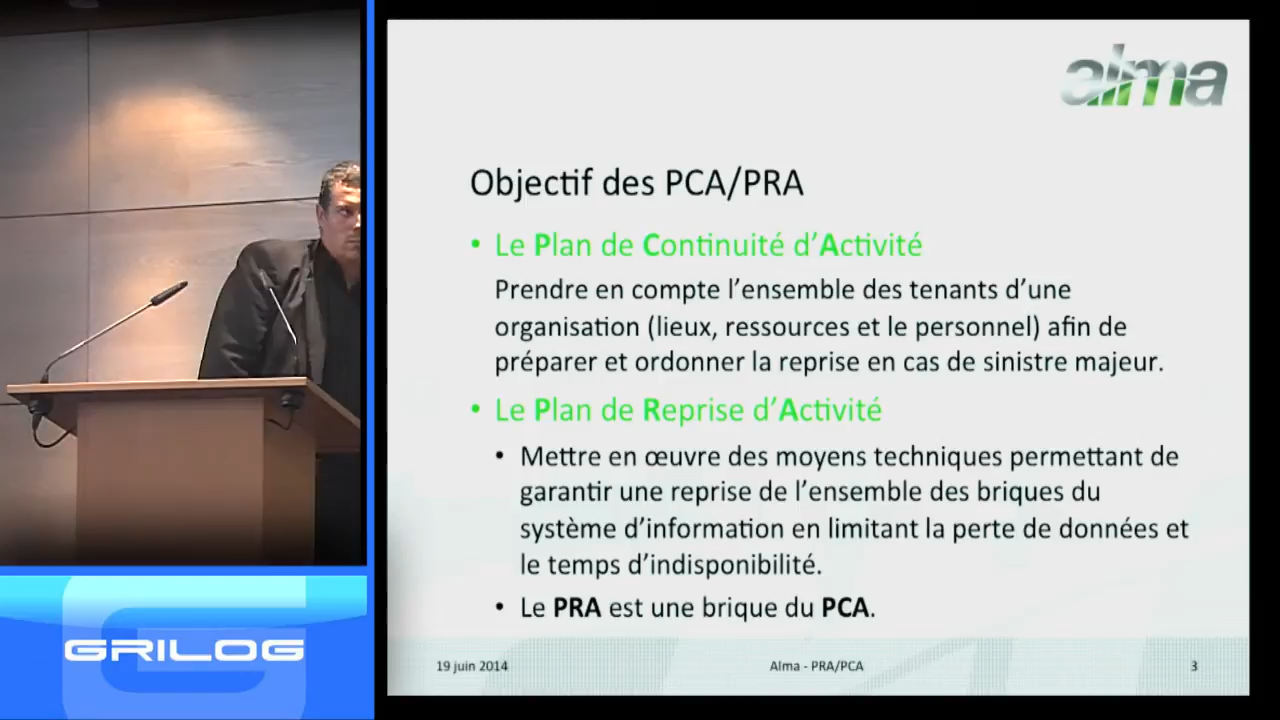 alma
Objectif des PCA/PRA
• Le Plan de Continuité d’Activité
Prendre en compte l’ensemble des tenants d’une
organisation (lieux, ressources et le personnel) afin de
préparer et ordonner la reprise en cas de sinistre majeur.
• Le Plan de Reprise d’Activité
• Mettre en œuvre des moyens techniques permettant de
garantir une reprise de l’ensemble des briques du
système d’information en limitant la perte de données et
le temps d’indisponibilité.
• Le PRA est une brique du PCA.
19 juin 2014
Alma - PRA/PCA
3
GRILOG